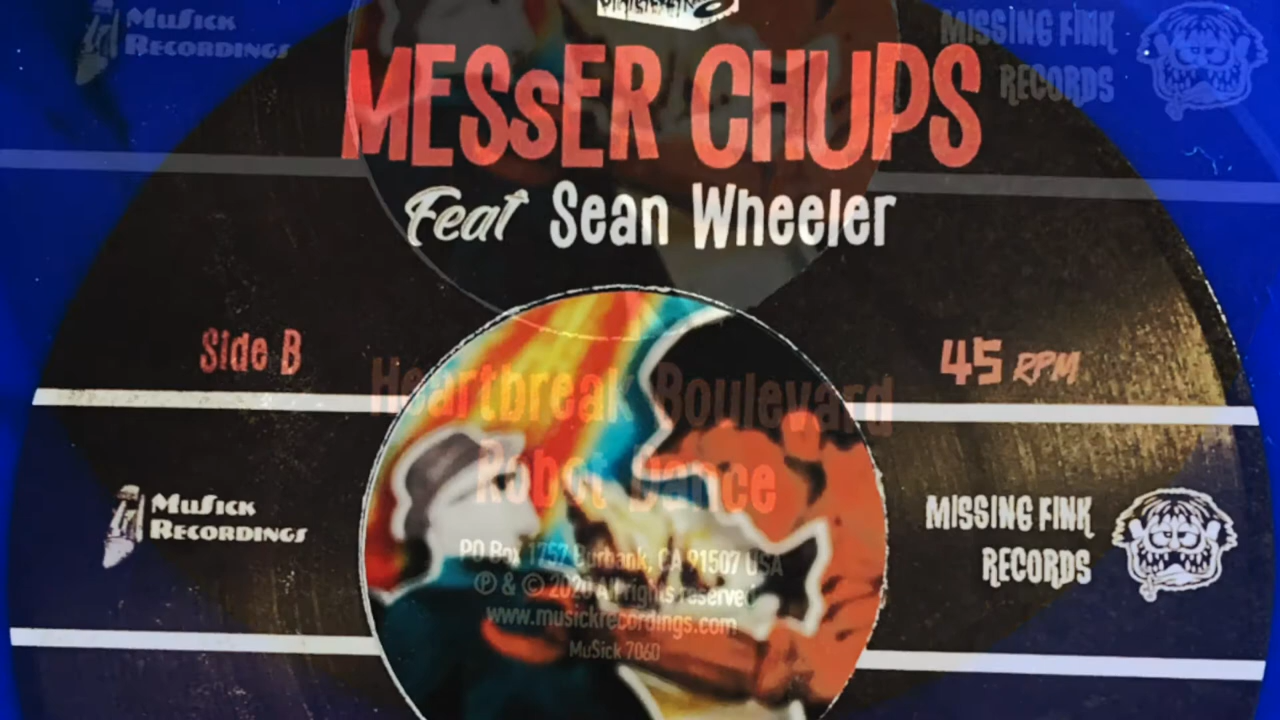 MuSick
Recordings
MISSING FINK
RECORDS
MESSER CHUPS
Feat Sean Wheeler
Side B
45 RPM
Heartbreak Boulevard
Robot Dance
MuSick
Recordings
MISSING FINK
RECORDS
PO Box 1757 Burbank, CA 91507 USA
℗ & © 2020 All rights reserved
www.musickrecordings.com
MuSick 7060